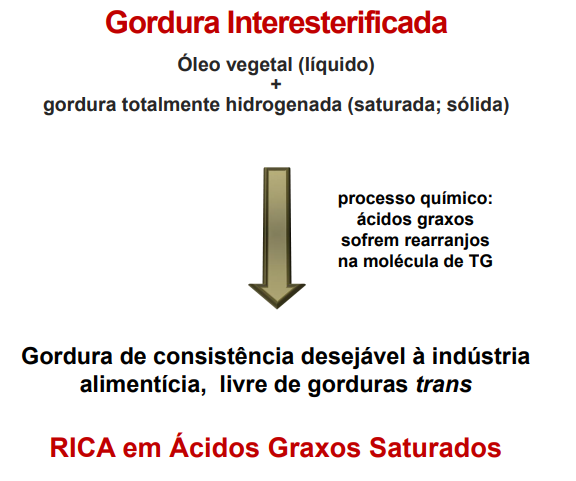 Gordura Interesterificada
Óleo vegetal (líquido)
+
gordura totalmente hidrogenada (saturada; sólida)
processo químico:
ácidos graxos
sofrem rearranjos
na molécula de TG
Gordura de consistência desejável à indústria
alimentícia, livre de gorduras trans
RICA em Ácidos Graxos Saturados